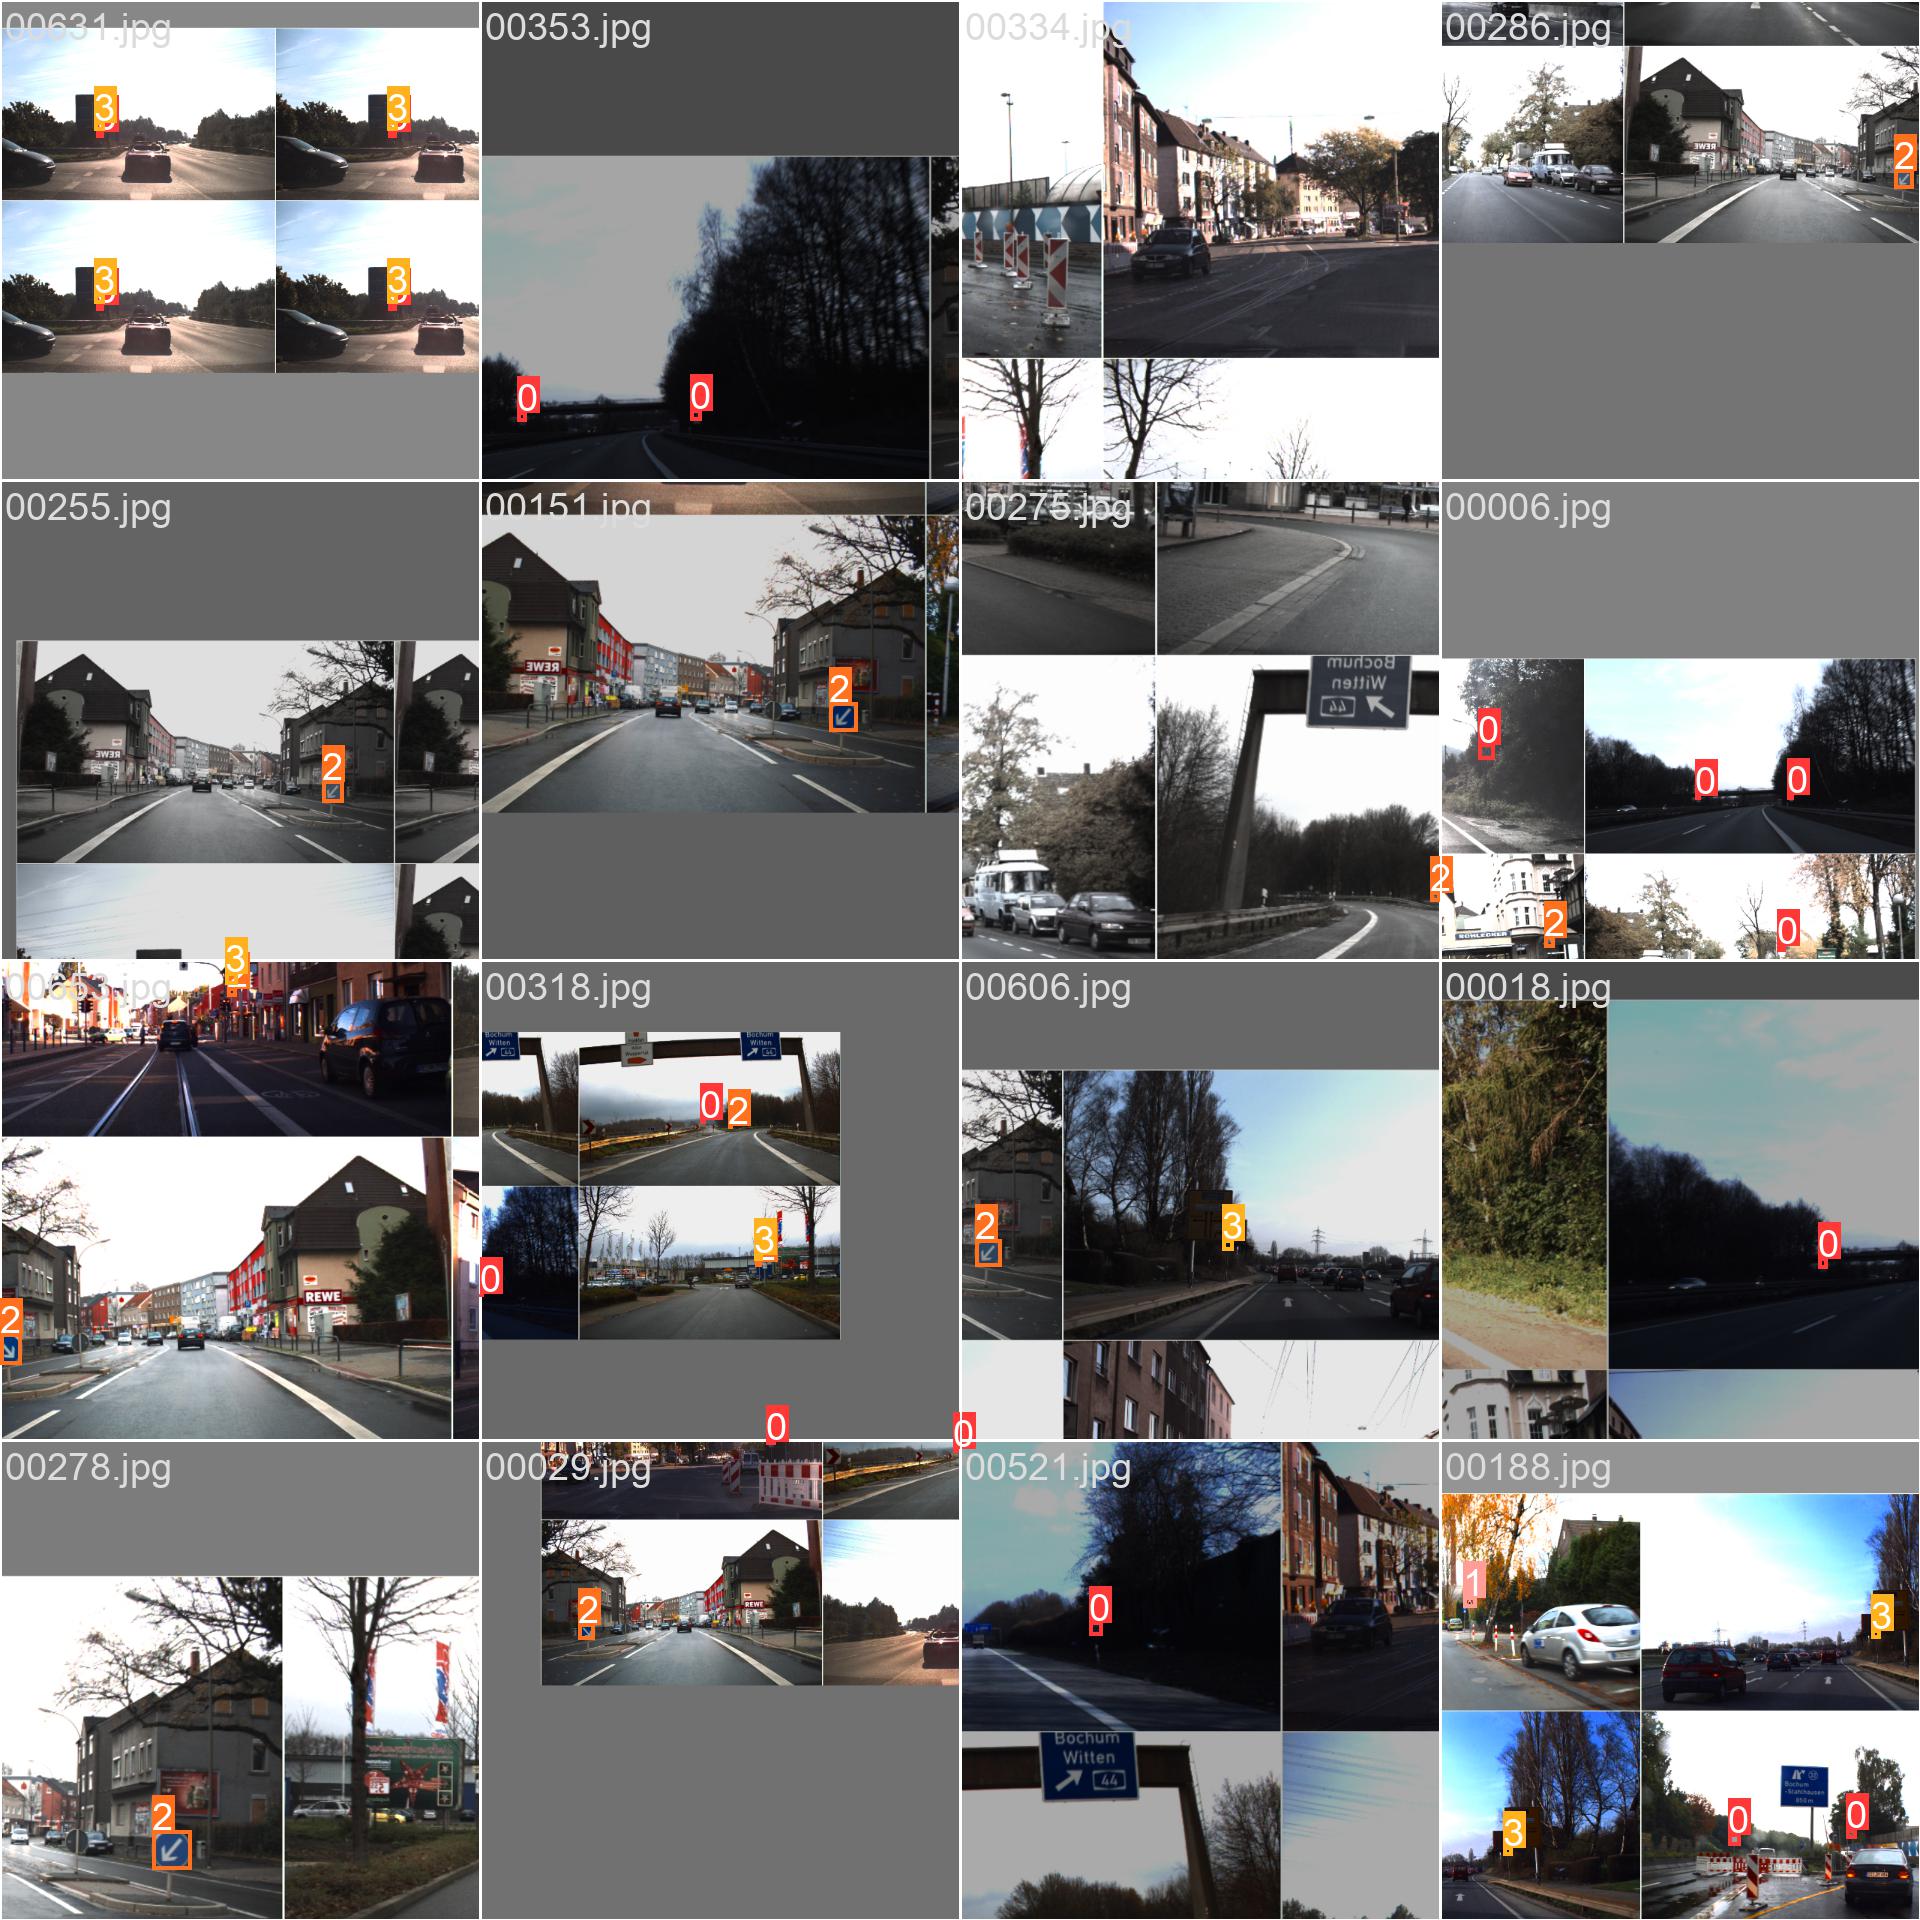 00631.jpg
3
3
3
3
00353.jpg
0
0
00334.jpg
00286.jpg
REWE
2
00255.jpg
REWE
2
3
00151.jpg
REWE
2
00275.jpg
Bochum
Witten
44
2
00006.jpg
0
0
0
SCHLECKER
2
0
00653.jpg
3
REWE
2
00318.jpg
Bochum
Witten
44
Bochum
Witten
44
0
2
0
3
00606.jpg
2
3
00018.jpg
0
00278.jpg
2
00029.jpg
0
0
2
REWE
00521.jpg
0
Bochum
Witten
44
00188.jpg
1
3
3
Bochum
-Stahlhausen
850m
0
0